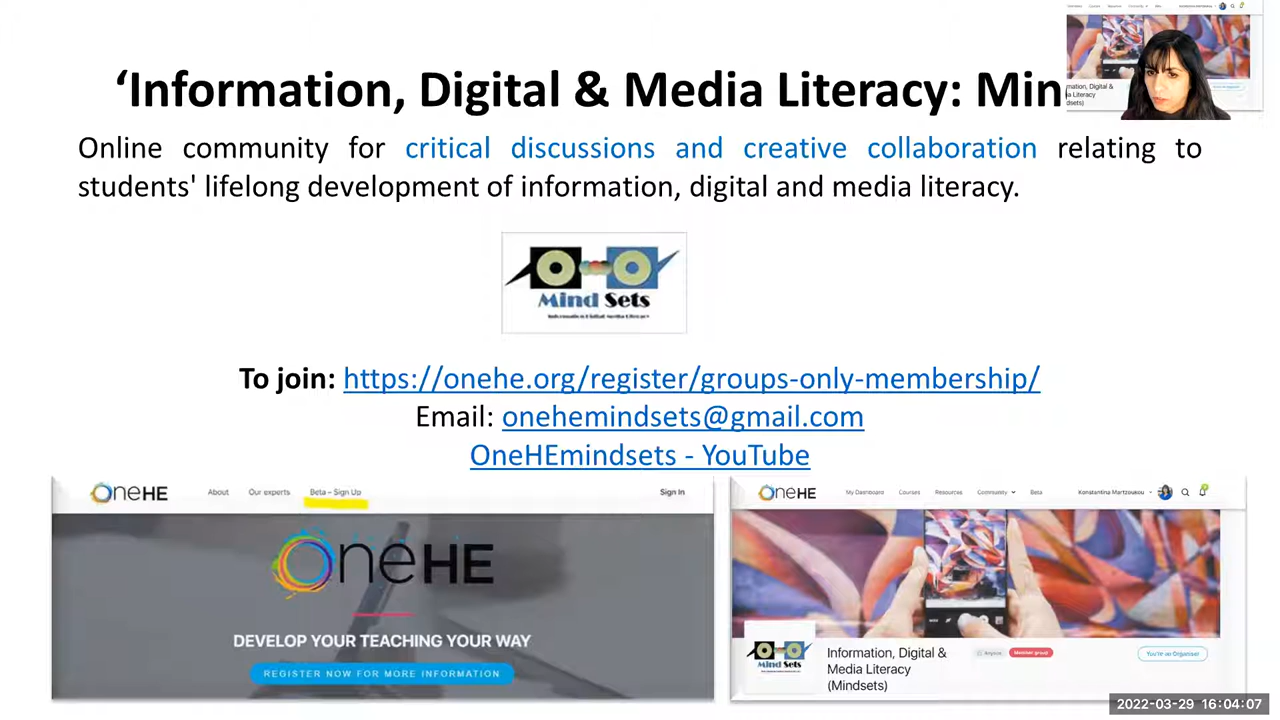 ‘Information, Digital & Media Literacy: Min
Online community for critical discussions and creative collaboration relating to
students' lifelong development of information, digital and media literacy.
Mind Sets
To join: https://onehe.org/register/groups-only-membership/
Email: onehemindsets@gmail.com
OneHEmindsets - YouTube
OneHE About Our experts Beta – Sign Up Sign In
OneHE
DEVELOP YOUR TEACHING YOUR WAY
REGISTER NOW FOR MORE INFORMATION
OneHE My Dashboard Courses Resources Community Beta Konstantina Martzoukou
Mind Sets
Information, Digital &
Media Literacy
(Mindsets)
Member group
You're an Organiser
2022-03-29 16:04:07